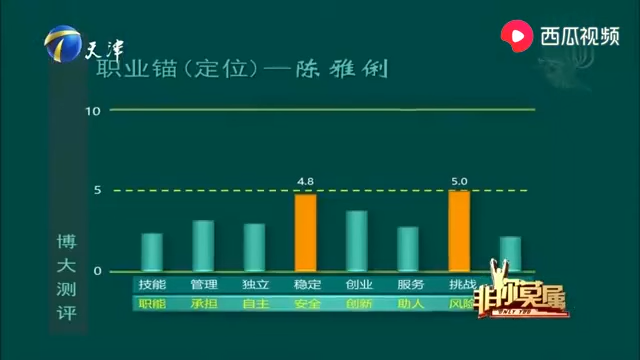 天津
西瓜视频
职业锚(定位)—陈雅俐
10
5
0
4.8
5.0
技能 管理 独立 稳定 创业 服务 挑战
职能 承担 自主 安全 创新 助人 风险
博大测评
非你莫属
ONLY YOU